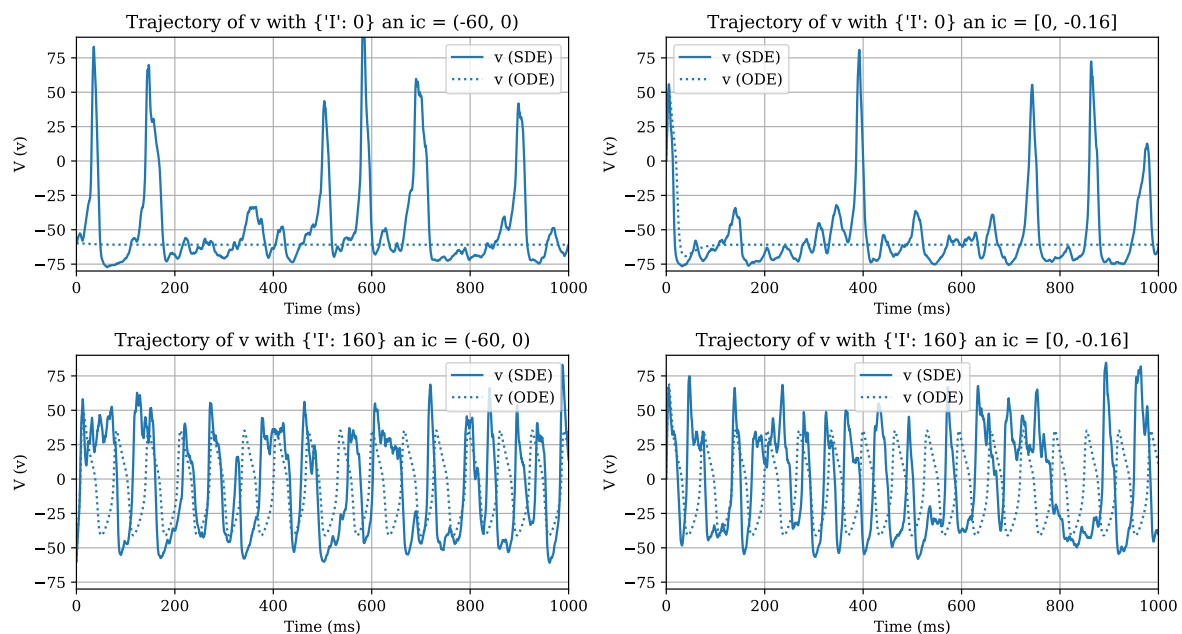 Trajectory of v with {'I': 0} an ic = (-60, 0)
v (SDE)
v (ODE)
V (v)
75
50
25
0
−25
−50
−75
0 200 400 600 800 1000
Time (ms)
Trajectory of v with {'I': 0} an ic = [0, -0.16]
v (SDE)
v (ODE)
V (v)
75
50
25
0
−25
−50
−75
0 200 400 600 800 1000
Time (ms)
Trajectory of v with {'I': 160} an ic = (-60, 0)
v (SDE)
v (ODE)
V (v)
75
50
25
0
−25
−50
−75
0 200 400 600 800 1000
Time (ms)
Trajectory of v with {'I': 160} an ic = [0, -0.16]
v (SDE)
v (ODE)
V (v)
75
50
25
0
−25
−50
−75
0 200 400 600 800 1000
Time (ms)